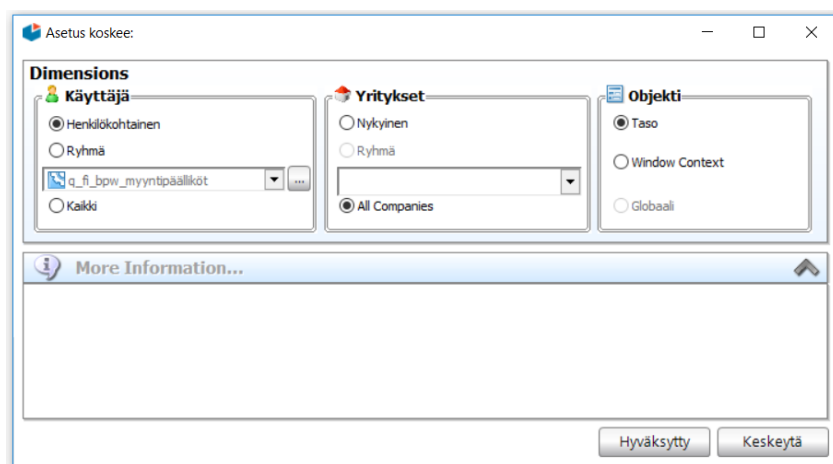 Asetus koskee:
Dimensions
Käyttäjä
Henkilökohtainen
Ryhmä
q_fi_bpw_myyntipäälliköt
...
Kaikki
Yritykset
Nykyinen
Ryhmä
All Companies
Objekti
Taso
Window Context
Globaali
More Information...
Hyväksytty
Keskeytä